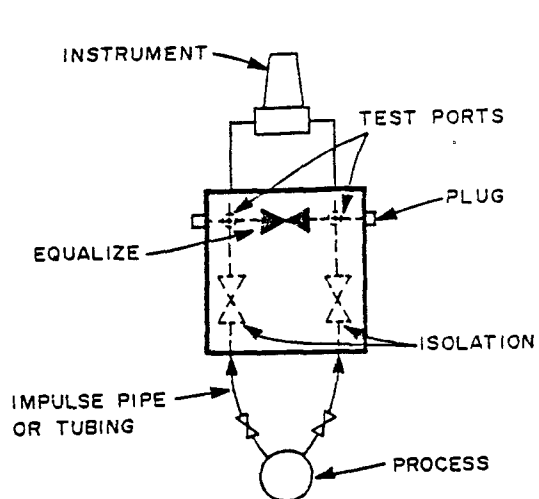 INSTRUMENT
TEST PORTS
PLUG
EQUALIZE
ISOLATION
IMPULSE PIPE
OR TUBING
PROCESS